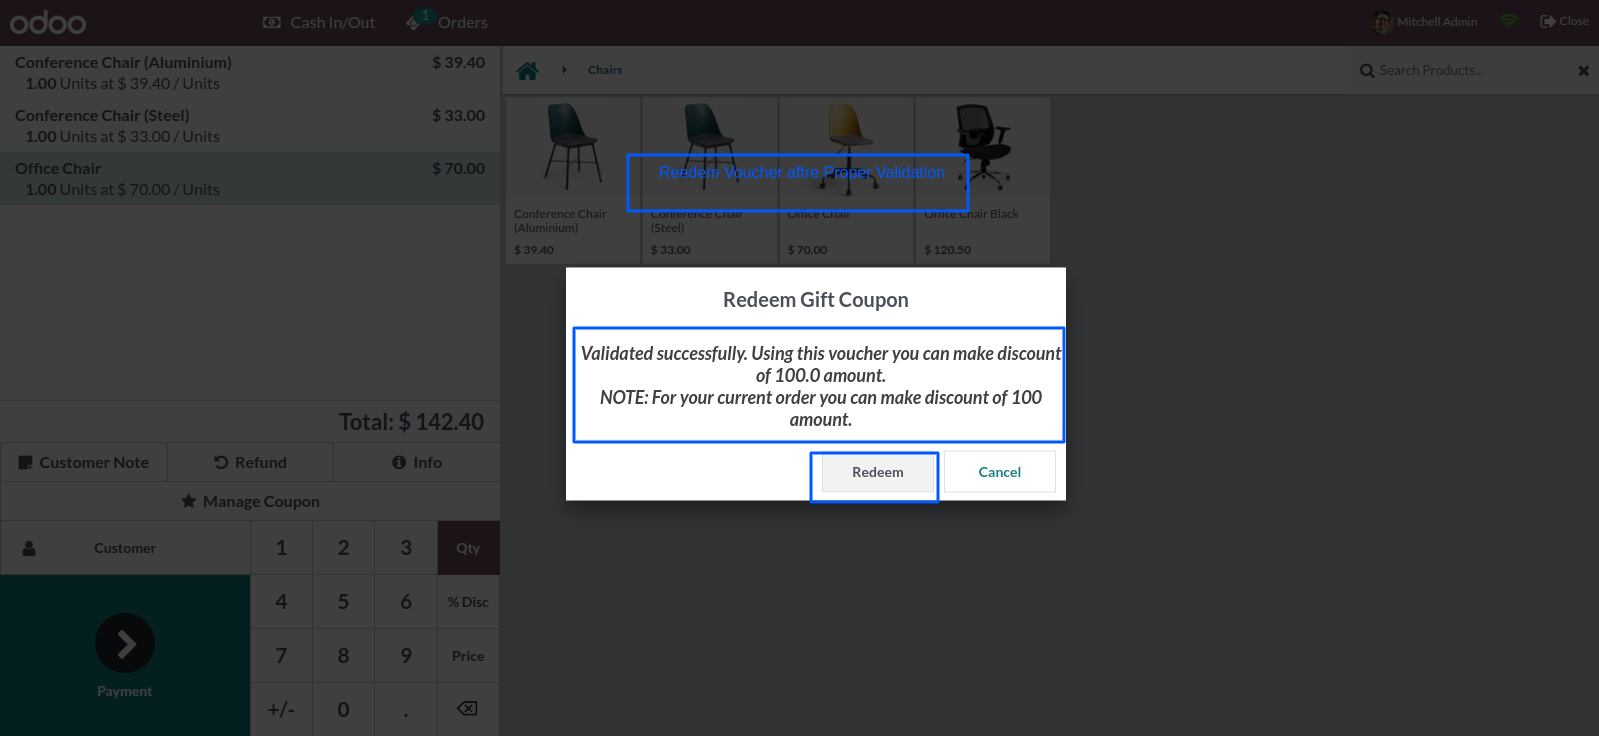 odoo
Cash In/Out
1
Orders
Mitchell Admin
Close
Conference Chair (Aluminium) $ 39.40
1.00 Units at $ 39.40 / Units
Conference Chair (Steel) $ 33.00
1.00 Units at $ 33.00 / Units
Office Chair $ 70.00
1.00 Units at $ 70.00 / Units
Total: $ 142.40
Customer Note
Refund
Info
Manage Coupon
Customer
1 2 3 Qty
4 5 6 % Disc
7 8 9 Price
+/- 0 .
Payment
Chairs
Search Products...
Reedem Voucher aftre Proper Validation
Conference Chair
(Aluminium)
$ 39.40
Conference Chair
(Steel)
$ 33.00
Office Chair
$ 70.00
Office Chair Black
$ 120.50
Redeem Gift Coupon
Validated successfully. Using this voucher you can make discount
of 100.0 amount.
NOTE: For your current order you can make discount of 100
amount.
Redeem
Cancel